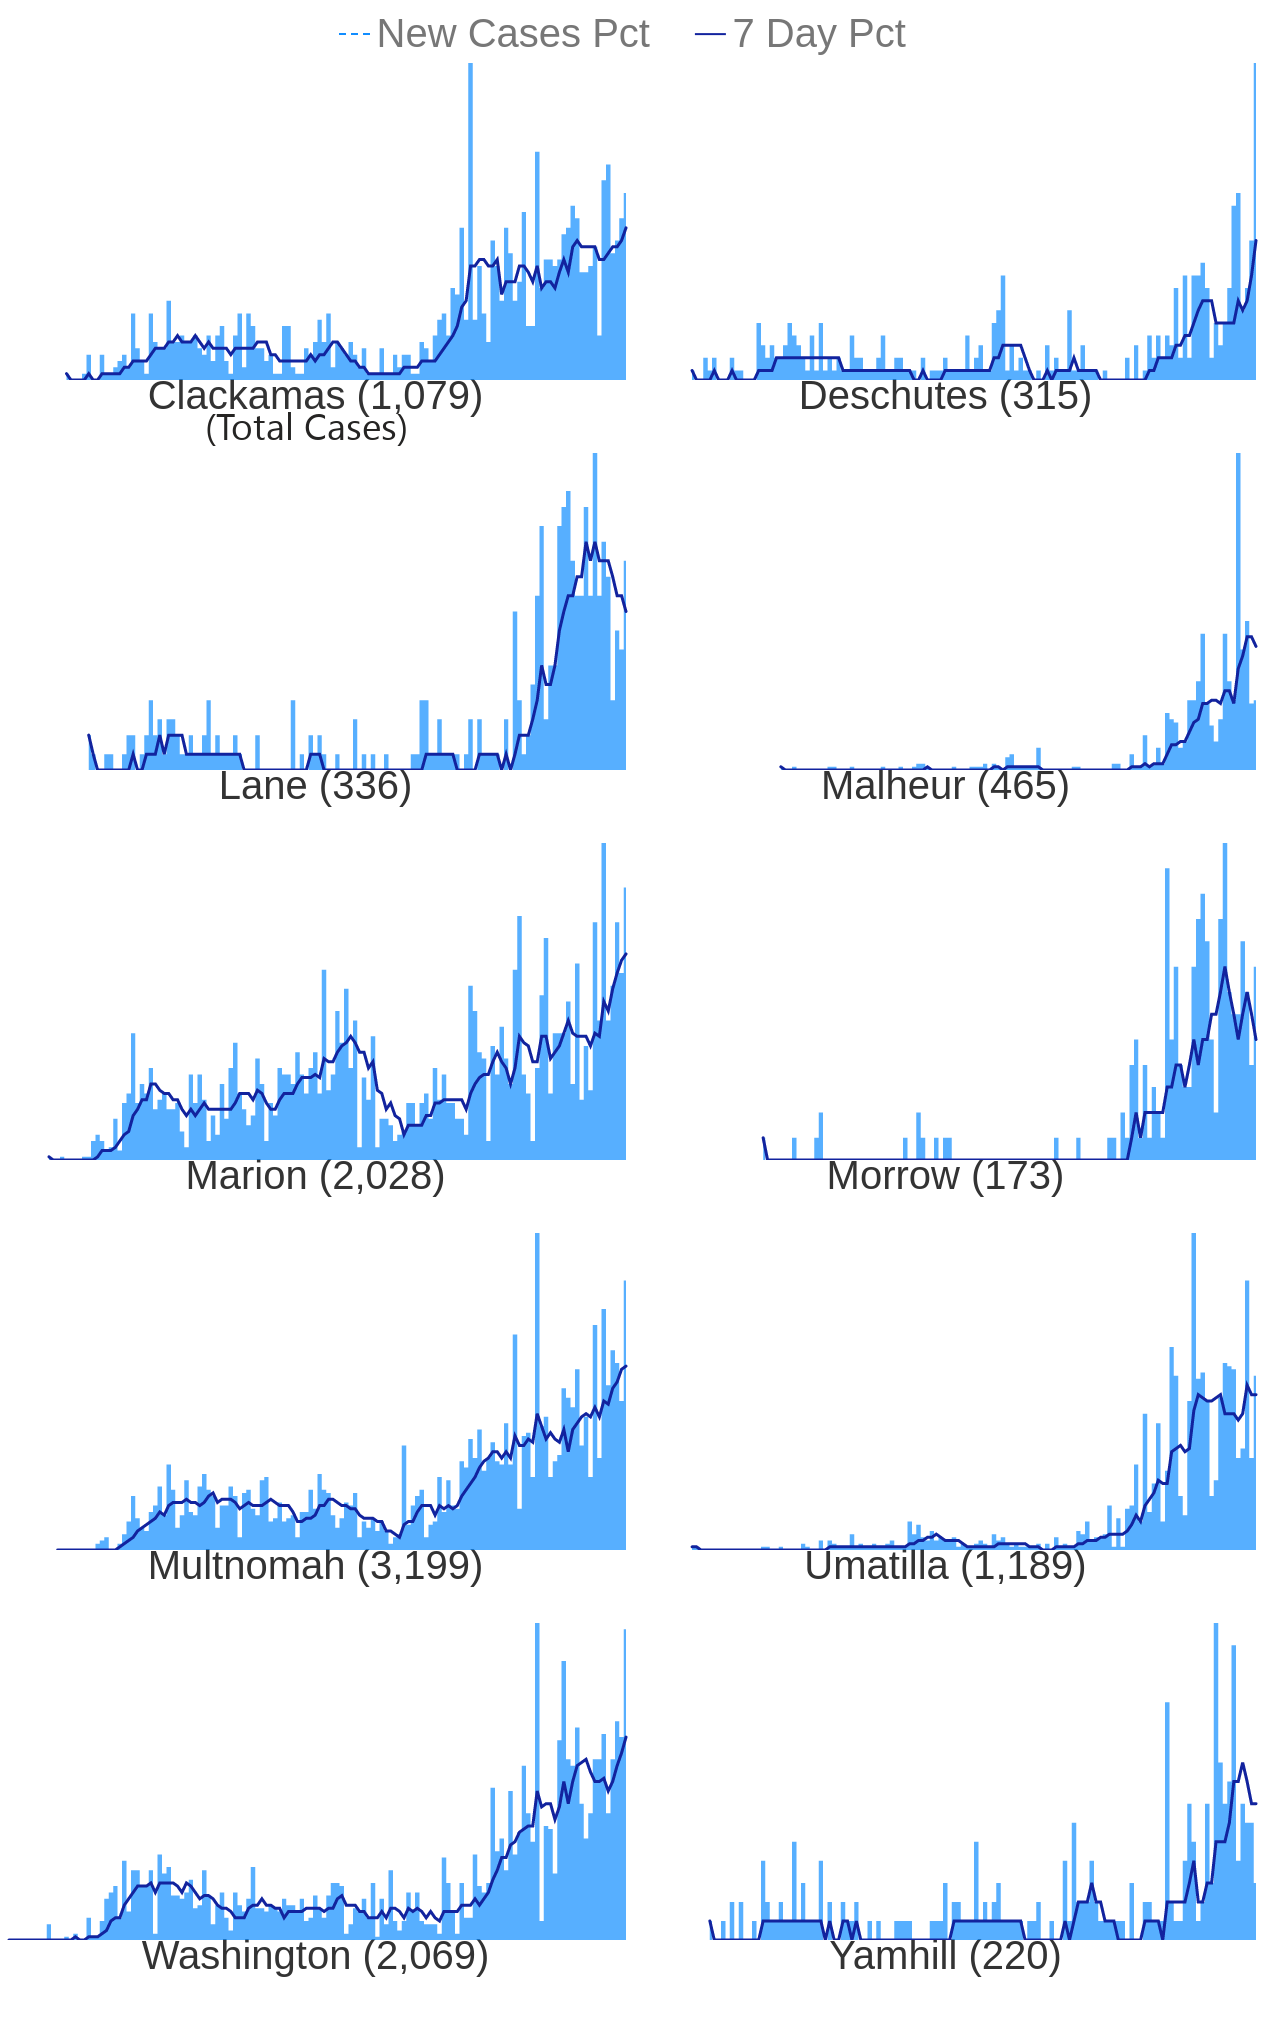 New Cases Pct 7 Day Pct
Clackamas (1,079) Deschutes (315)
(Total Cases)
Lane (336) Malheur (465)
Marion (2,028) Morrow (173)
Multnomah (3,199) Umatilla (1,189)
Washington (2,069) Yamhill (220)